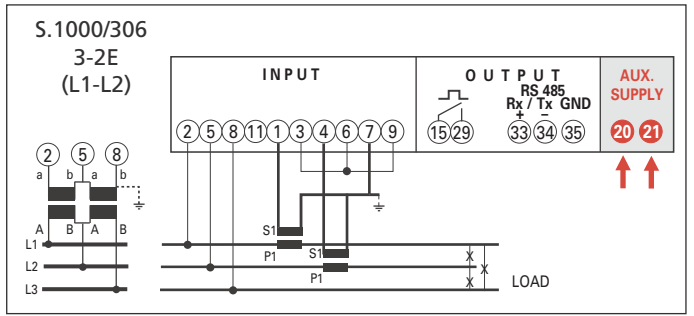 S.1000/306
3-2E
(L1-L2)
INPUT
OUTPUT
RS 485
Rx / Tx GND
+ −
AUX.
SUPPLY
2 5 8 11 1 3 4 6 7 9
15 29 33 34 35
20 21
2 5 8
a b a b
A B A B
S1
P1
S1
P1
L1
L2
L3
X
X
X
LOAD